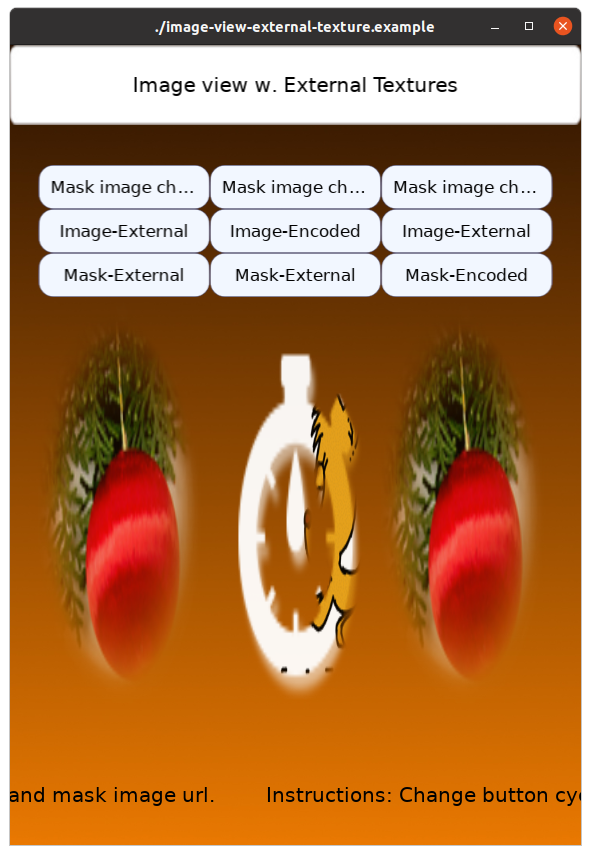 ./image-view-external-texture.example
Image view w. External Textures
Mask image ch... Mask image ch... Mask image ch...
Image-External Image-Encoded Image-External
Mask-External Mask-External Mask-Encoded
and mask image url. Instructions: Change button cy